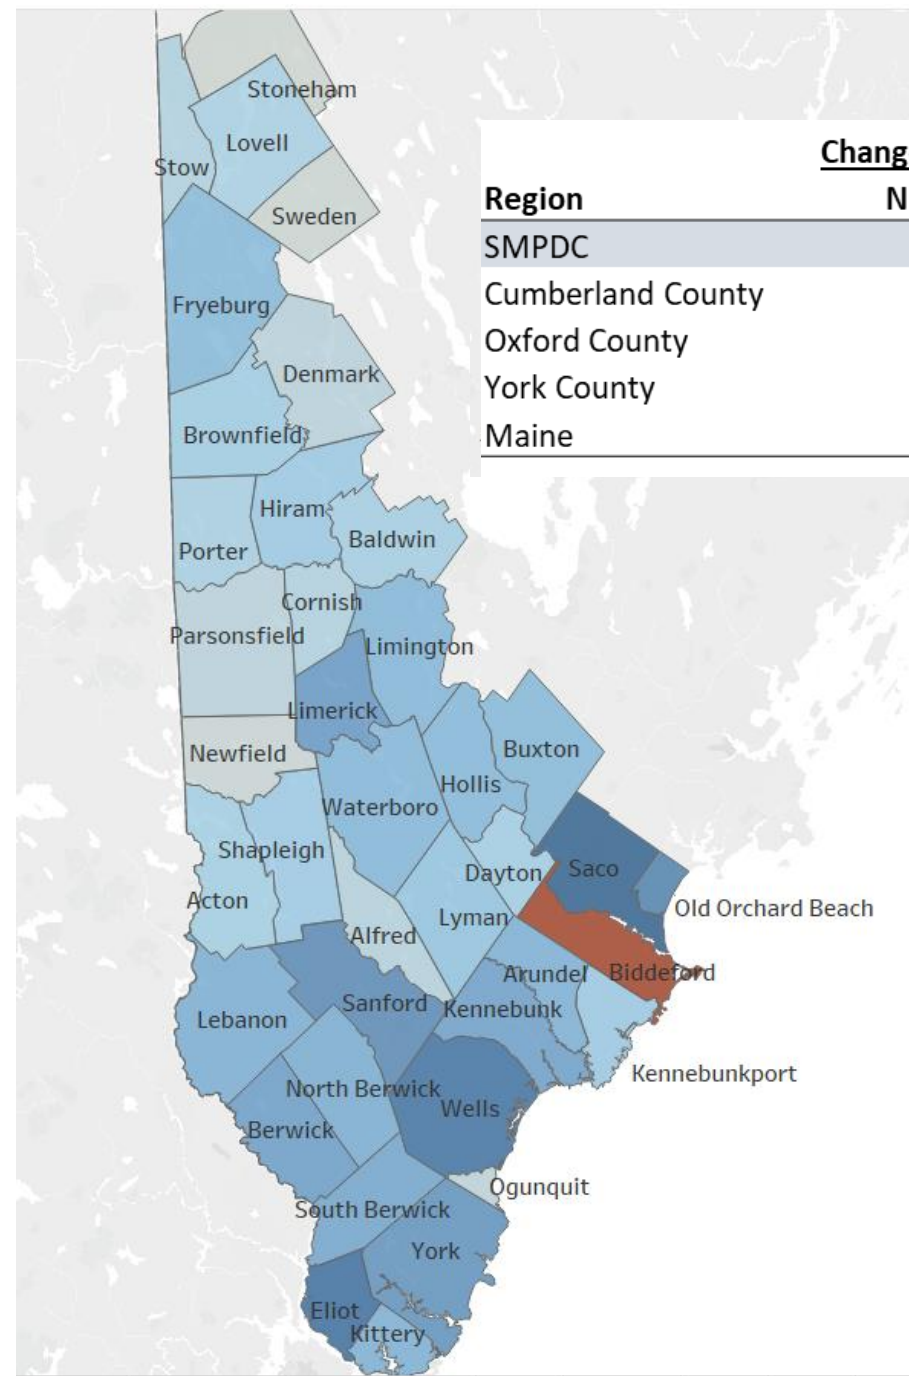 Stoneham
Lovell
Stow
Chang
Region N
Sweden
SMPDC
Cumberland County
Fryeburg
Oxford County
Denmark
York County
Brownfield
Maine
Hiram
Baldwin
Porter
Cornish
Parsonsfield
Limington
Limerick
Newfield
Buxton
Hollis
Waterboro
Shapleigh
Saco
Dayton
Acton
Old Orchard Beach
Lyman
Alfred
Arundel
Biddeford
Sanford
Kennebunk
Lebanon
Kennebunkport
North Berwick
Wells
Berwick
Ogunquit
South Berwick
York
Eliot
Kittery